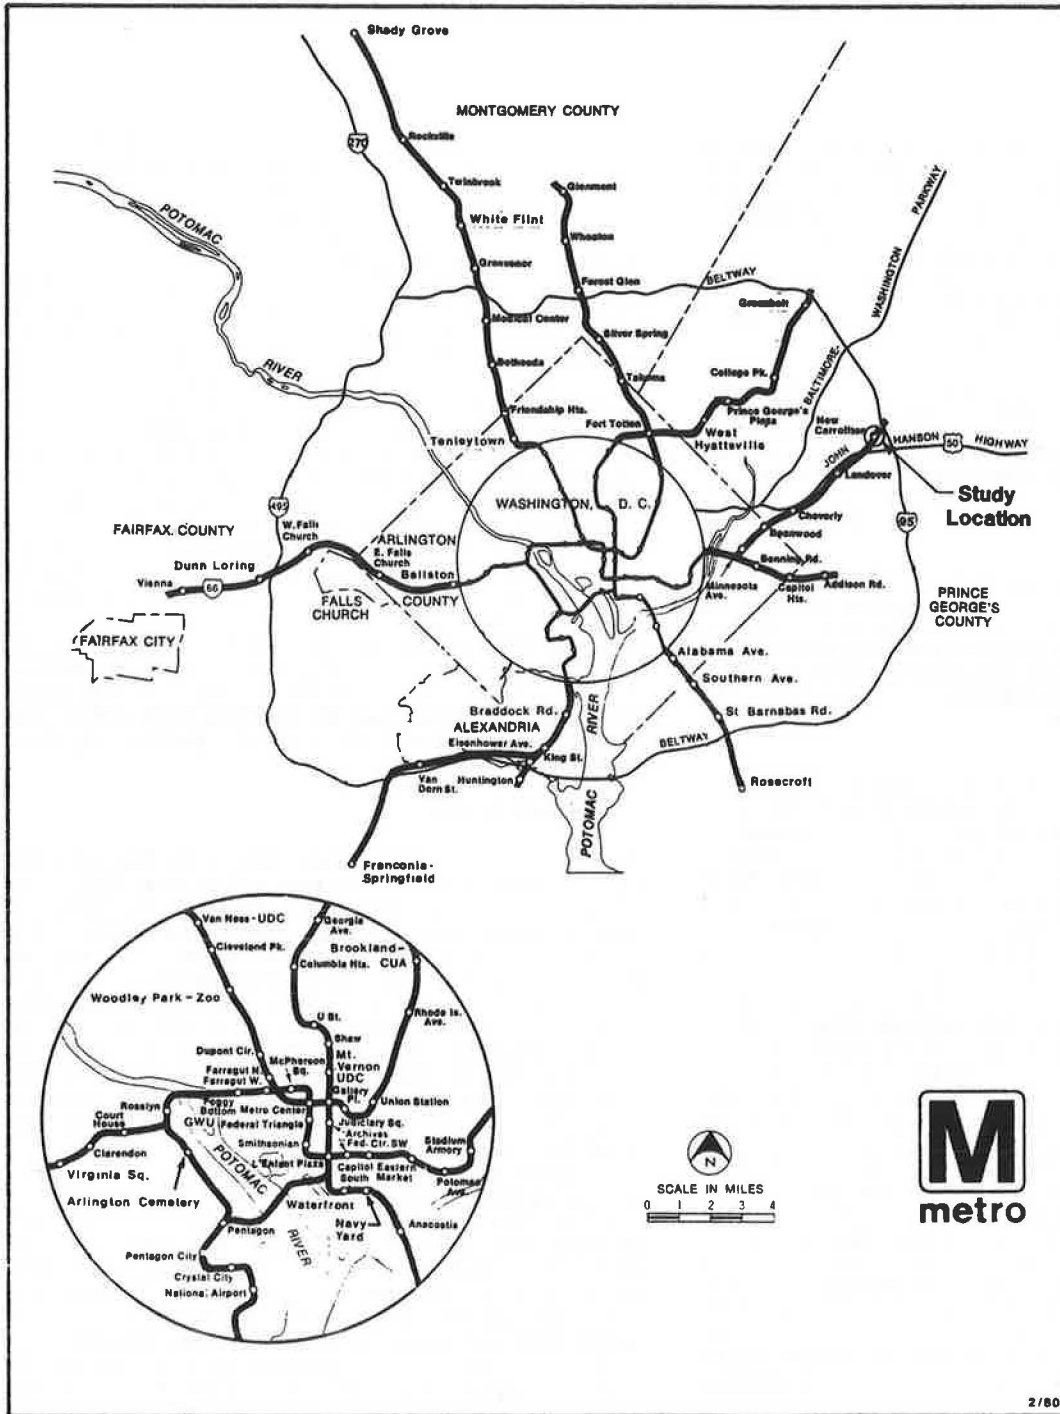 Shady Grove
MONTGOMERY COUNTY
270
Rockville
Twinbrook
Glenmont
White Flint
Wheaton
Grosvenor
Forest Glen
BELTWAY
Greenbelt
WASHINGTON
PARKWAY
POTOMAC
RIVER
Medical Center
Silver Spring
Bethesda
Takoma
College Pk.
BALTIMORE-
Friendship Hts.
Prince George's
Plaza
New
Carrollton
Fort Totten
West
Hyattsville
Tenleytown
JOHN
HANSON
50
HIGHWAY
Landover
Study
Location
495
WASHINGTON, D. C.
Cheverly
95
FAIRFAX COUNTY
W. Falls
Church
ARLINGTON
E. Falls
Church
Deanwood
Dunn Loring
Ballston
Benning Rd.
Vienna
66
Minnesota
Ave.
Capitol
Hts.
Addison Rd.
FALLS
CHURCH
COUNTY
PRINCE
GEORGE'S
COUNTY
FAIRFAX CITY
Alabama Ave.
Southern Ave.
Braddock Rd.
RIVER
St Barnabas Rd.
ALEXANDRIA
Eisenhower Ave.
BELTWAY
King St.
Van
Dorn St.
Huntington
Rosecroft
POTOMAC
Franconia-
Springfield
Van Ness-UDC
Georgia
Ave.
Cleveland Pk.
Brookland-
CUA
Columbia Hts.
Woodley Park-Zoo
U St.
Rhode Is.
Ave.
Shaw
Dupont Cir.
McPherson
Sq.
Mt.
Vernon
UDC
Farragut N.
Farragut W.
Gallery
Pl.
Rosslyn
Foggy
Bottom
GWU
Metro Center
Union Station
Court
House
Federal Triangle
Judiciary Sq.
Archives
Fed. Ctr. SW
Stadium
Armory
Clarendon
Smithsonian
L'Enfant Plaza
Capitol
South
Eastern
Market
Potomac
Ave.
Virginia Sq.
POTOMAC
Arlington Cemetery
Waterfront
Navy
Yard
Anacostia
Pentagon
RIVER
Pentagon City
Crystal City
National Airport
N
SCALE IN MILES
0 1 2 3 4
M
metro
2/80